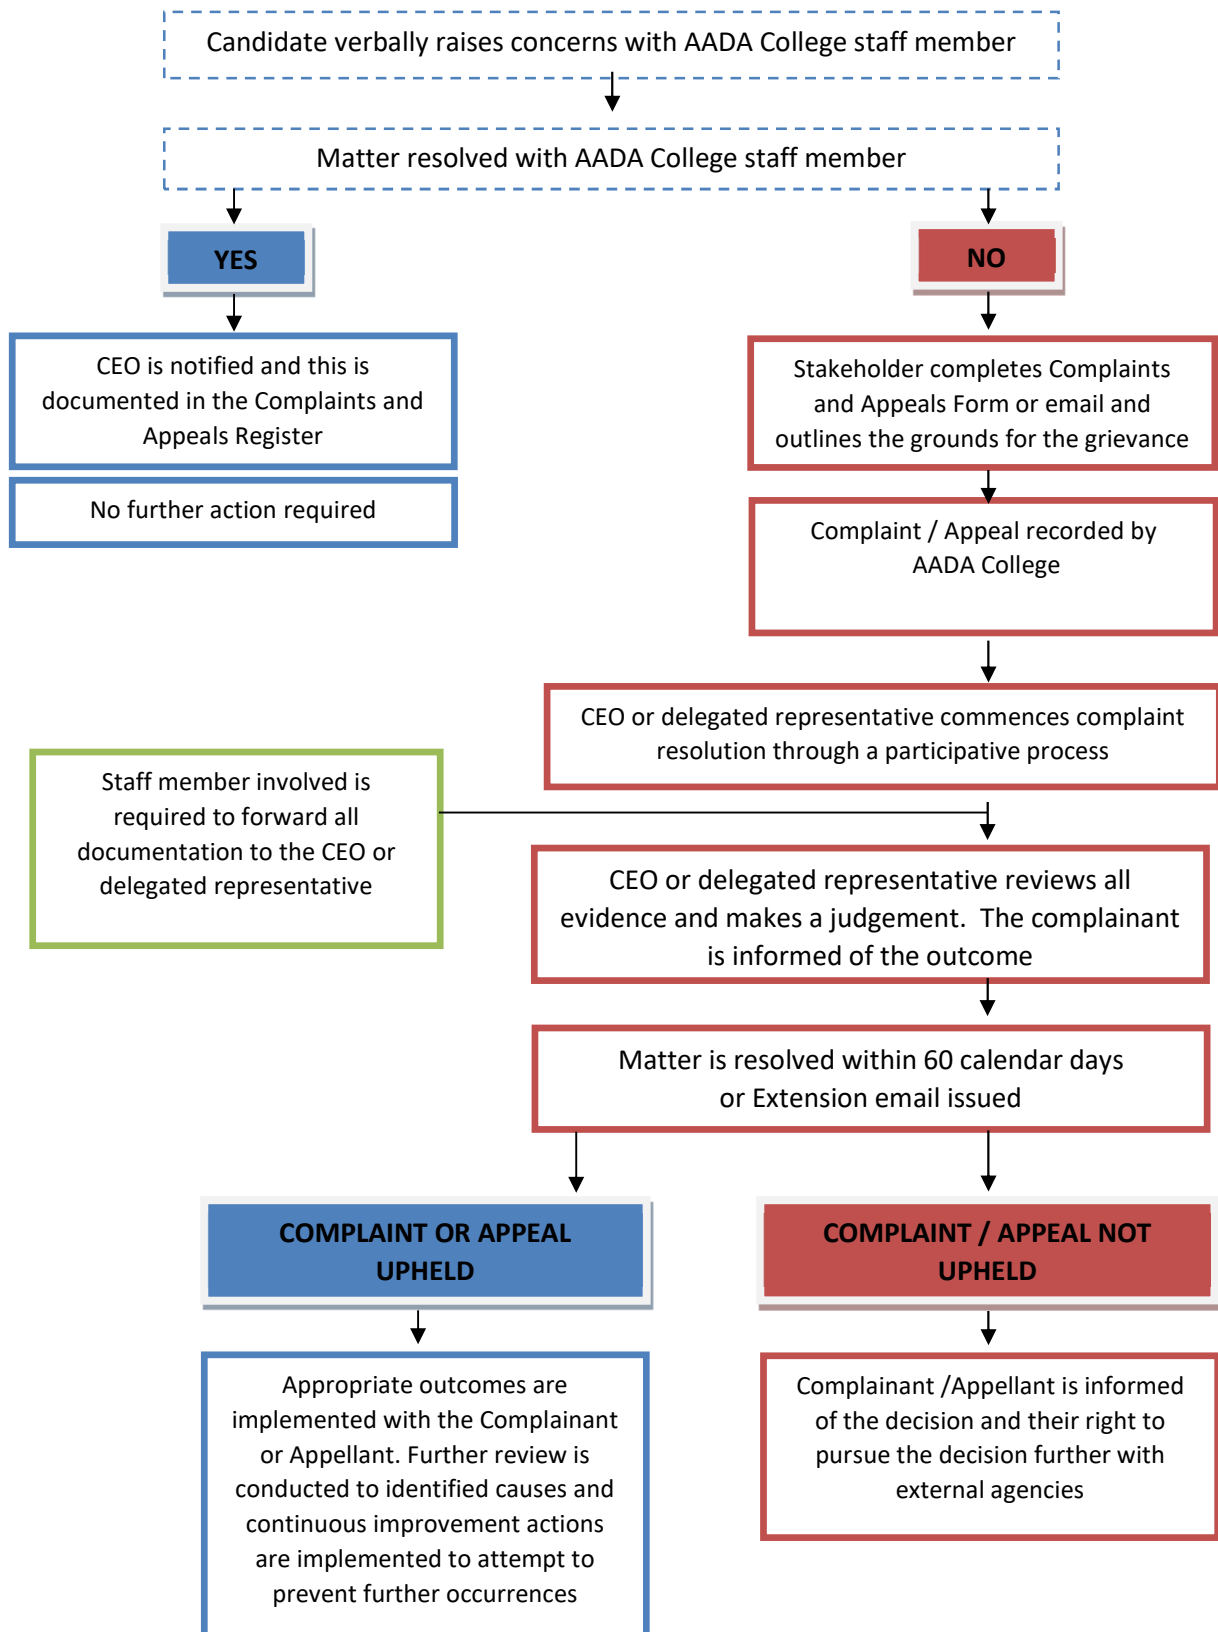 Candidate verbally raises concerns with AADA College staff member
Matter resolved with AADA College staff member
YES
NO
CEO is notified and this is
documented in the Complaints and
Appeals Register
No further action required
Stakeholder completes Complaints
and Appeals Form or email and
outlines the grounds for the grievance
Complaint / Appeal recorded by
AADA College
CEO or delegated representative commences complaint
resolution through a participative process
Staff member involved is
required to forward all
documentation to the CEO or
delegated representative
CEO or delegated representative reviews all
evidence and makes a judgement.  The complainant
is informed of the outcome
Matter is resolved within 60 calendar days
or Extension email issued
COMPLAINT OR APPEAL
UPHELD
COMPLAINT / APPEAL NOT
UPHELD
Appropriate outcomes are
implemented with the Complainant
or Appellant. Further review is
conducted to identified causes and
continuous improvement actions
are implemented to attempt to
prevent further occurrences
Complainant /Appellant is informed
of the decision and their right to
pursue the decision further with
external agencies